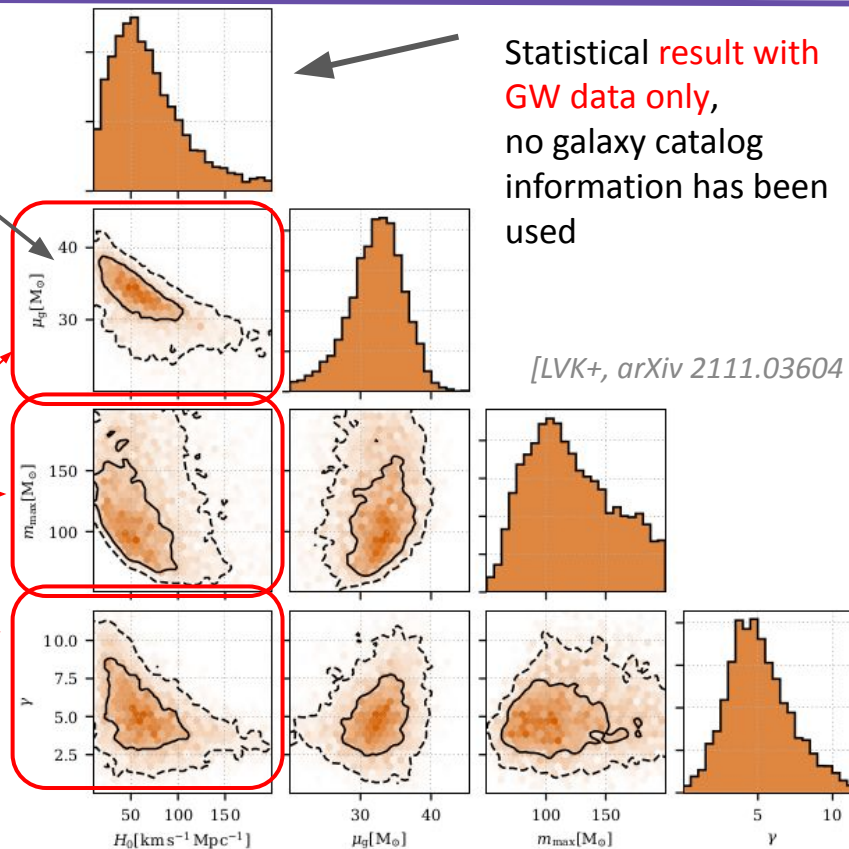 Statistical result with
GW data only,
no galaxy catalog
information has been
used
[LVK+, arXiv 2111.03604
40
30
μg[M⊙]
150
100
mmax[M⊙]
10.0
7.5
5.0
2.5
γ
50 100 150
H0[km s−1 Mpc−1]
30 40
μg[M⊙]
100 150
mmax[M⊙]
5 10
γ